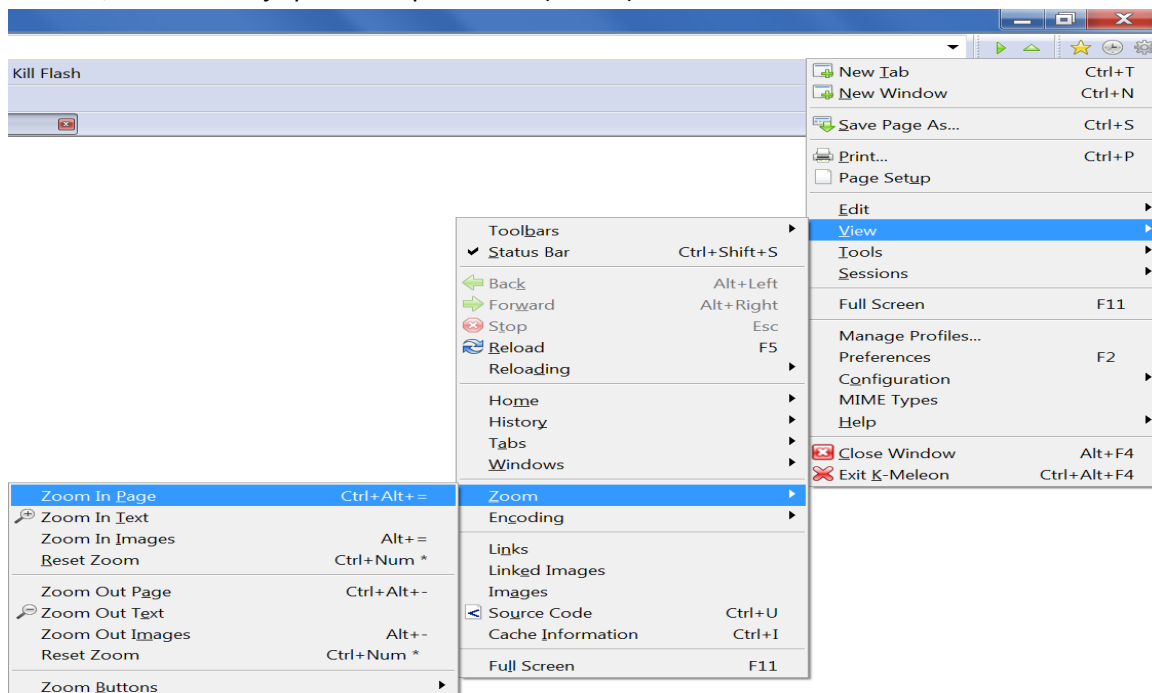 Kill Flash
New Tab Ctrl+T
New Window Ctrl+N
Save Page As... Ctrl+S
Print... Ctrl+P
Page Setup
Edit
View
Tools
Sessions
Full Screen F11
Manage Profiles...
Preferences F2
Configuration
MIME Types
Help
Close Window Alt+F4
Exit K-Meleon Ctrl+Alt+F4
Toolbars
Status Bar Ctrl+Shift+S
Back Alt+Left
Forward Alt+Right
Stop Esc
Reload F5
Reloading
Home
History
Tabs
Windows
Zoom
Encoding
Links
Linked Images
Images
Source Code Ctrl+U
Cache Information Ctrl+I
Full Screen F11
Zoom In Page Ctrl+Alt+=
Zoom In Text
Zoom In Images Alt+=
Reset Zoom Ctrl+Num *
Zoom Out Page Ctrl+Alt+-
Zoom Out Text
Zoom Out Images Alt+-
Reset Zoom Ctrl+Num *
Zoom Buttons